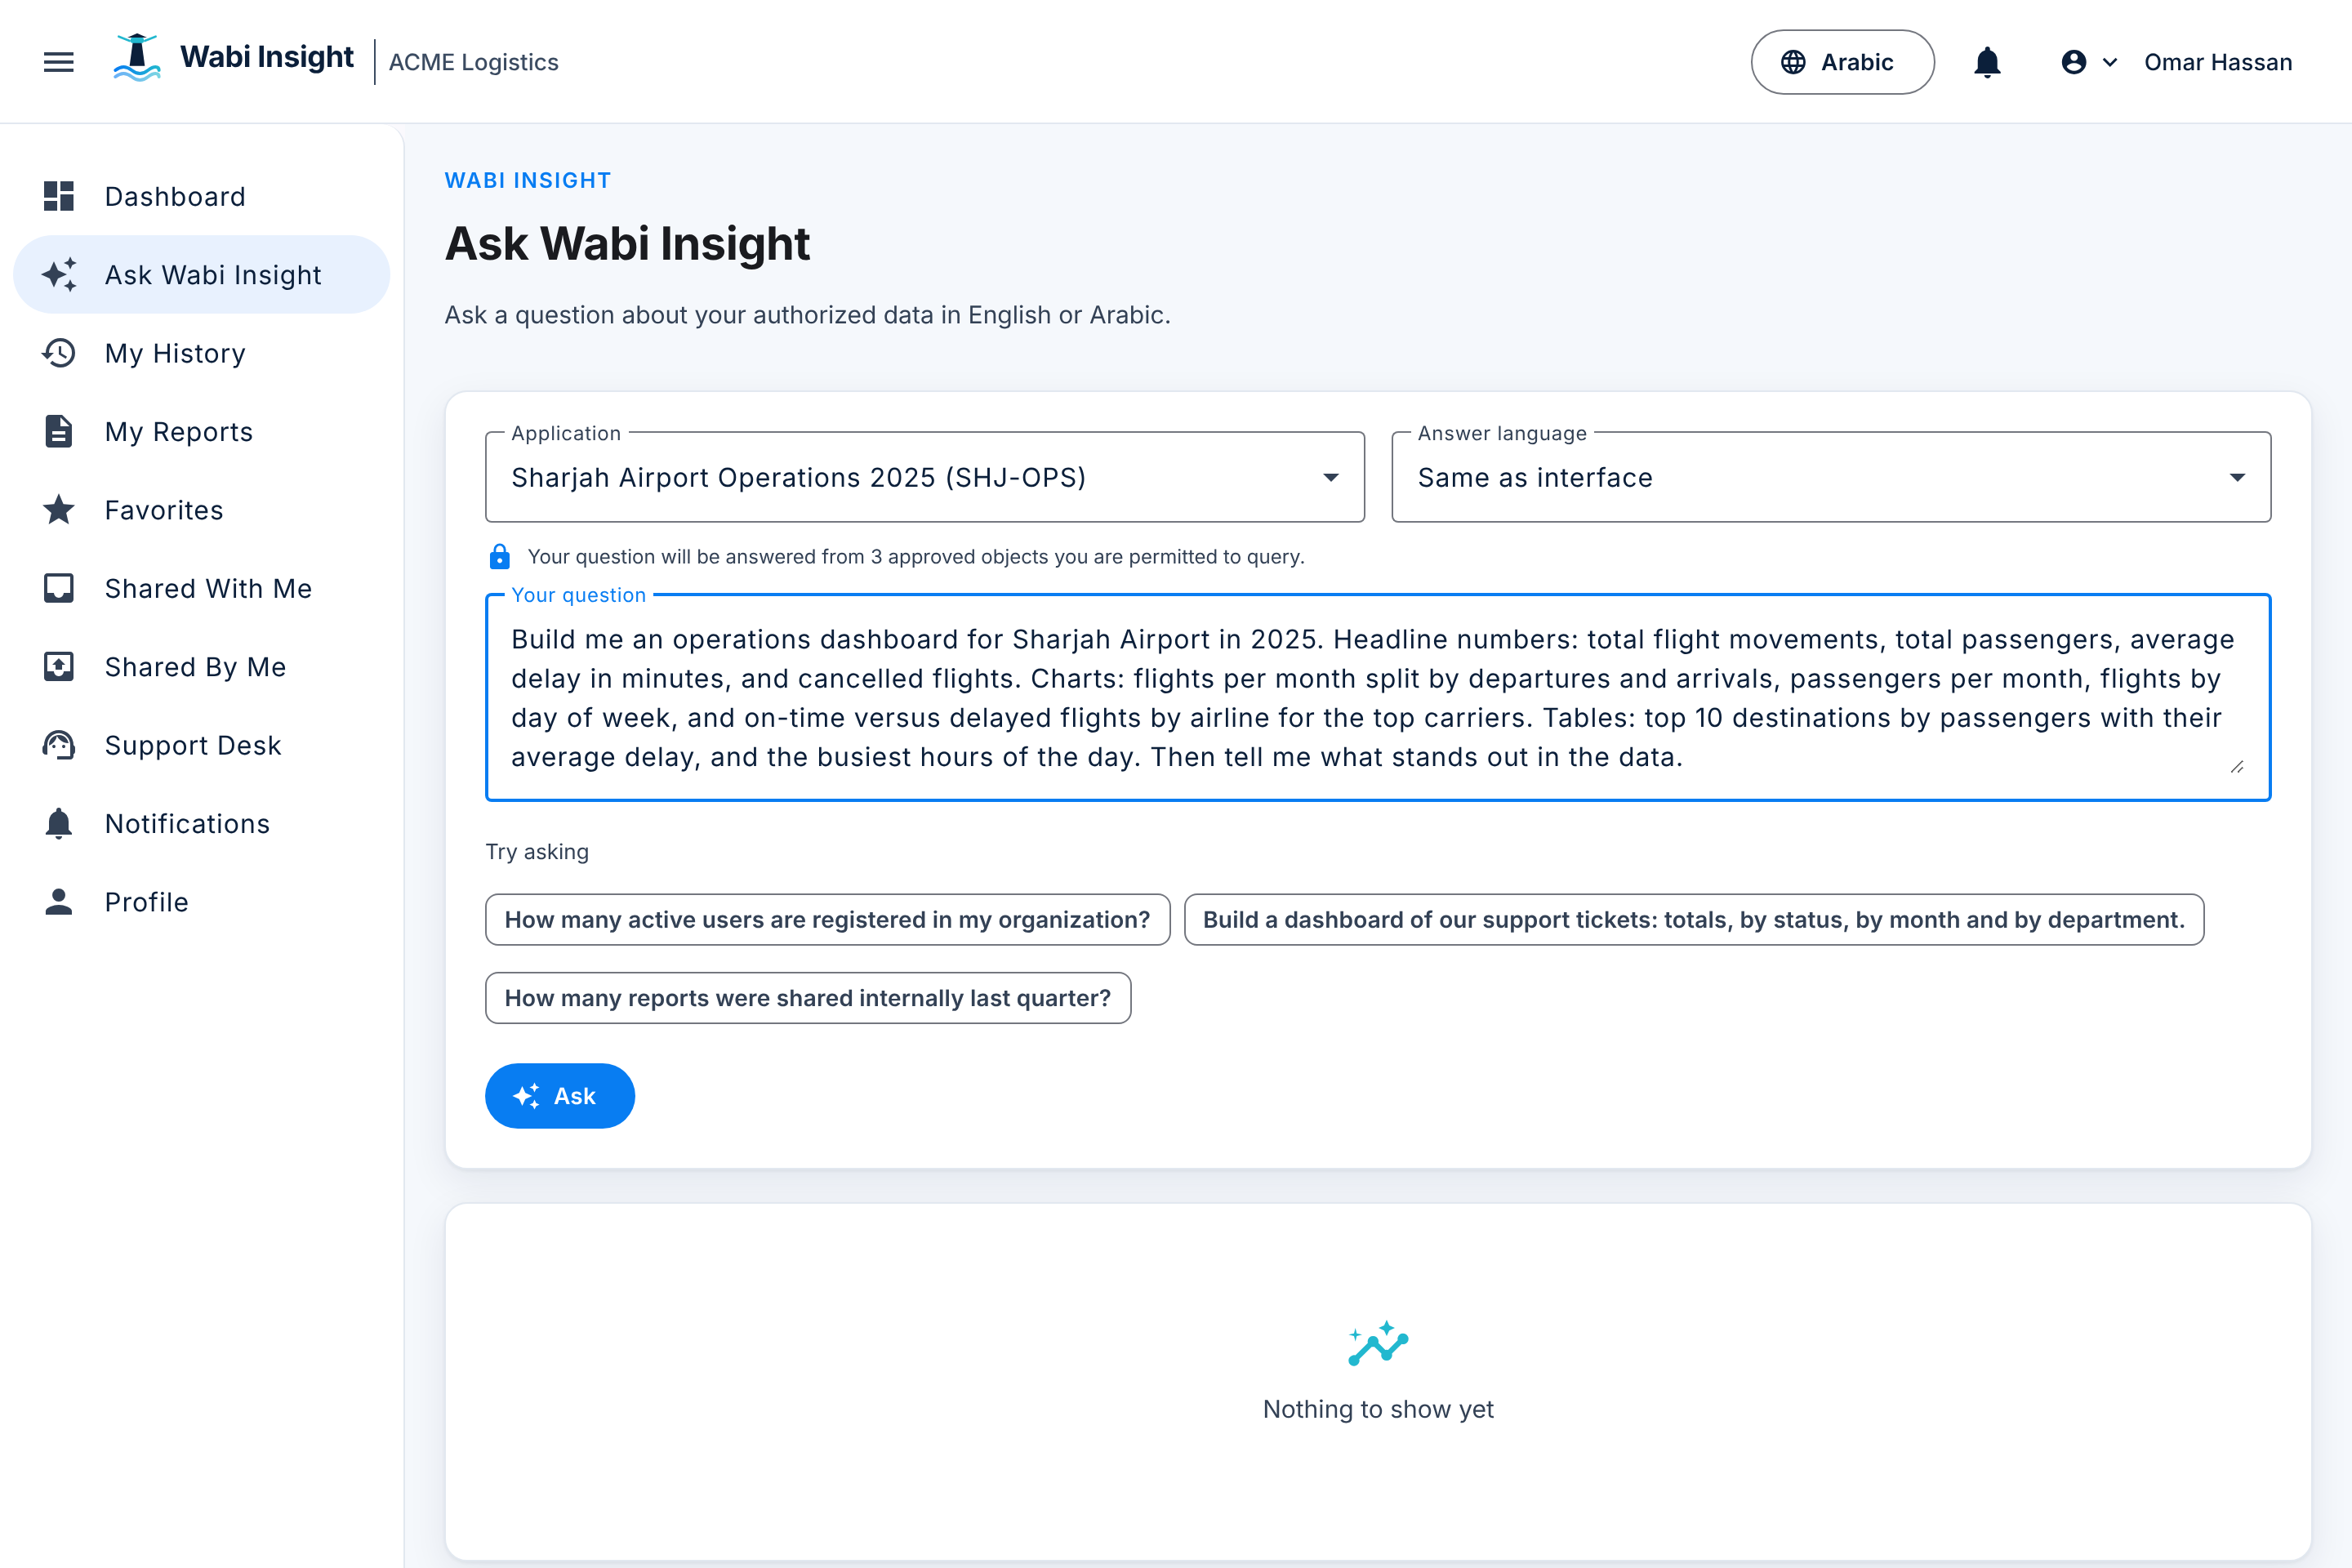 Wabi Insight
ACME Logistics
Arabic
Omar Hassan
Dashboard
Ask Wabi Insight
My History
My Reports
Favorites
Shared With Me
Shared By Me
Support Desk
Notifications
Profile
WABI INSIGHT
Ask Wabi Insight
Ask a question about your authorized data in English or Arabic.
Application
Sharjah Airport Operations 2025 (SHJ-OPS)
Answer language
Same as interface
Your question will be answered from 3 approved objects you are permitted to query.
Your question
Build me an operations dashboard for Sharjah Airport in 2025. Headline numbers: total flight movements, total passengers, average
delay in minutes, and cancelled flights. Charts: flights per month split by departures and arrivals, passengers per month, flights by
day of week, and on-time versus delayed flights by airline for the top carriers. Tables: top 10 destinations by passengers with their
average delay, and the busiest hours of the day. Then tell me what stands out in the data.
Try asking
How many active users are registered in my organization?
Build a dashboard of our support tickets: totals, by status, by month and by department.
How many reports were shared internally last quarter?
Ask
Nothing to show yet